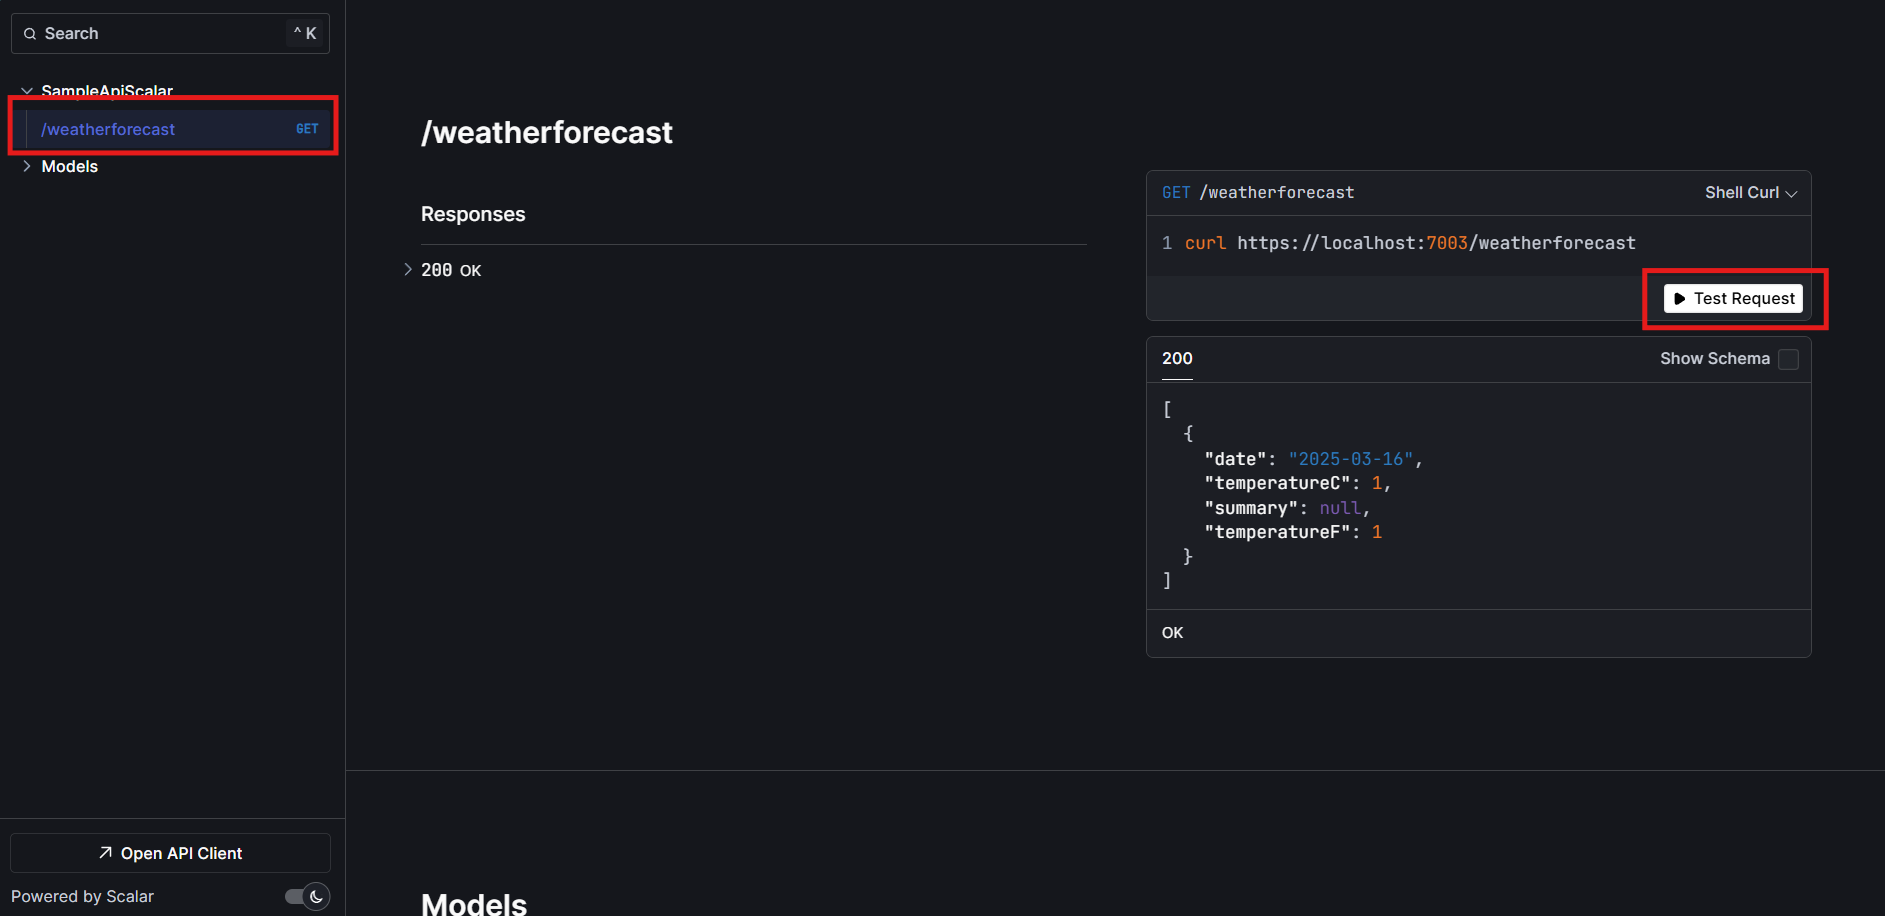 Search ^ K
SampleApiScalar
/weatherforecast GET
Models
Open API Client
Powered by Scalar
/weatherforecast
Responses
200 OK
GET /weatherforecast Shell Curl
1 curl https://localhost:7003/weatherforecast
Test Request
200 Show Schema
[
{
"date": "2025-03-16",
"temperatureC": 1,
"summary": null,
"temperatureF": 1
}
]
OK
Models